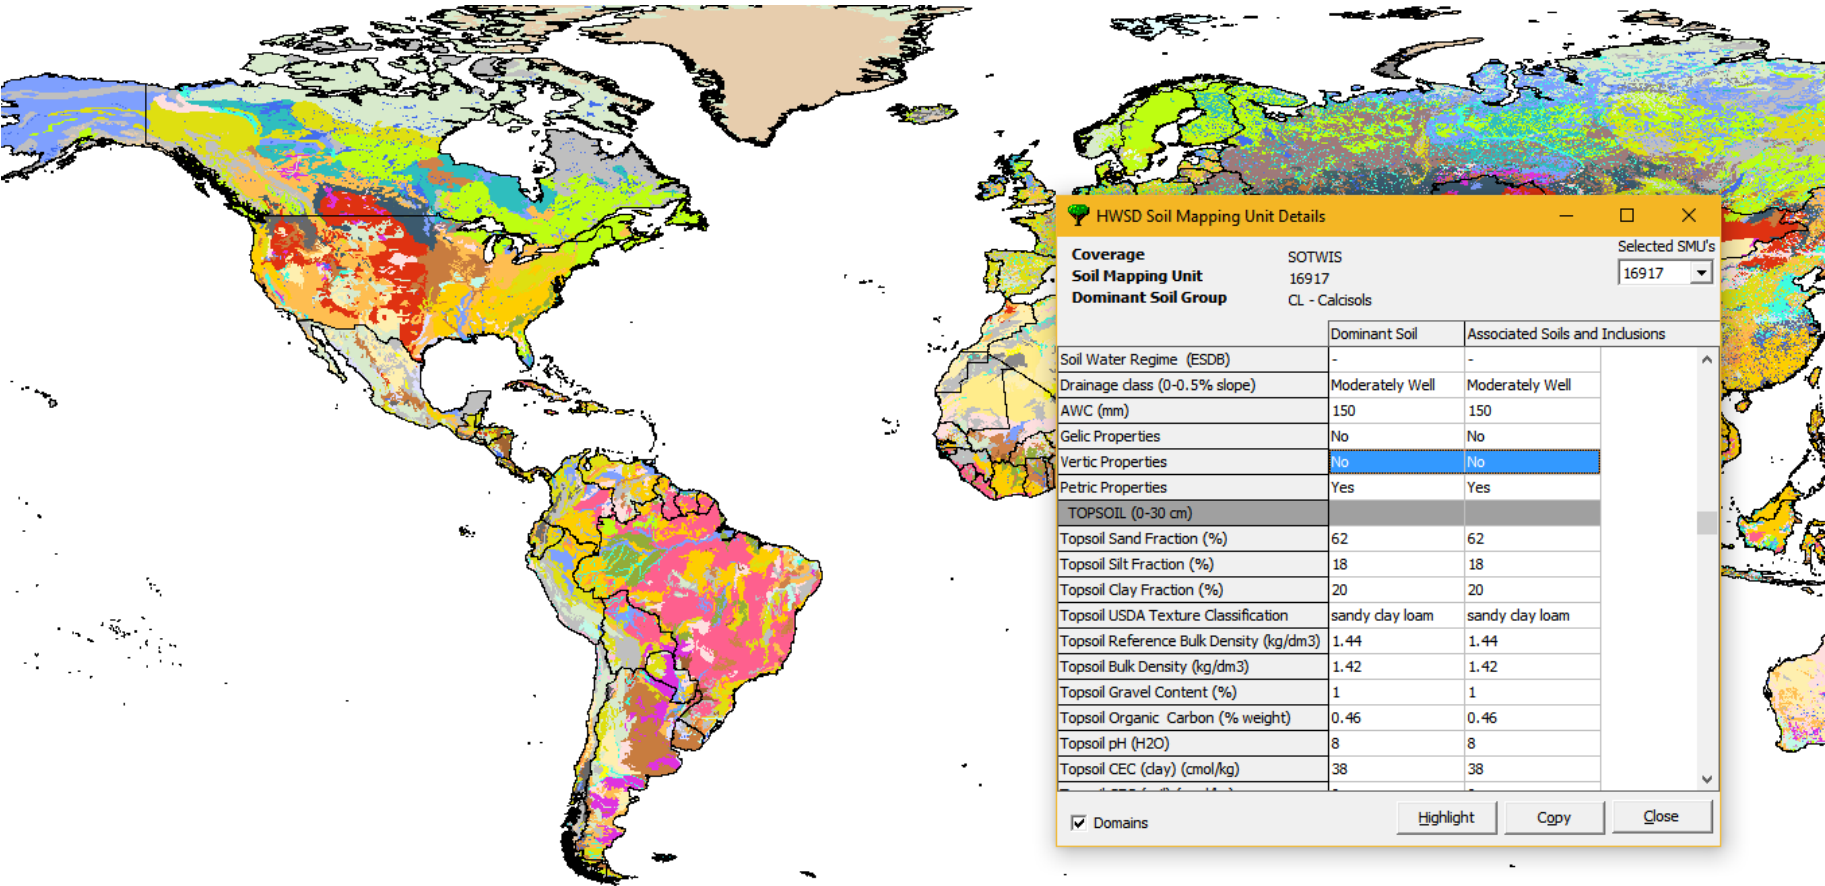 HWSD Soil Mapping Unit Details
Selected SMU's
Coverage SOTWIS
16917
Soil Mapping Unit 16917
Dominant Soil Group CL - Calcisols
Dominant Soil Associated Soils and Inclusions
Soil Water Regime (ESDB) - -
Drainage class (0-0.5% slope) Moderately Well Moderately Well
AWC (mm) 150 150
Gelic Properties No No
Vertic Properties No No
Petric Properties Yes Yes
TOPSOIL (0-30 cm)
Topsoil Sand Fraction (%) 62 62
Topsoil Silt Fraction (%) 18 18
Topsoil Clay Fraction (%) 20 20
Topsoil USDA Texture Classification sandy clay loam sandy clay loam
Topsoil Reference Bulk Density (kg/dm3) 1.44 1.44
Topsoil Bulk Density (kg/dm3) 1.42 1.42
Topsoil Gravel Content (%) 1 1
Topsoil Organic Carbon (% weight) 0.46 0.46
Topsoil pH (H2O) 8 8
Topsoil CEC (clay) (cmol/kg) 38 38
Domains Highlight Copy Close